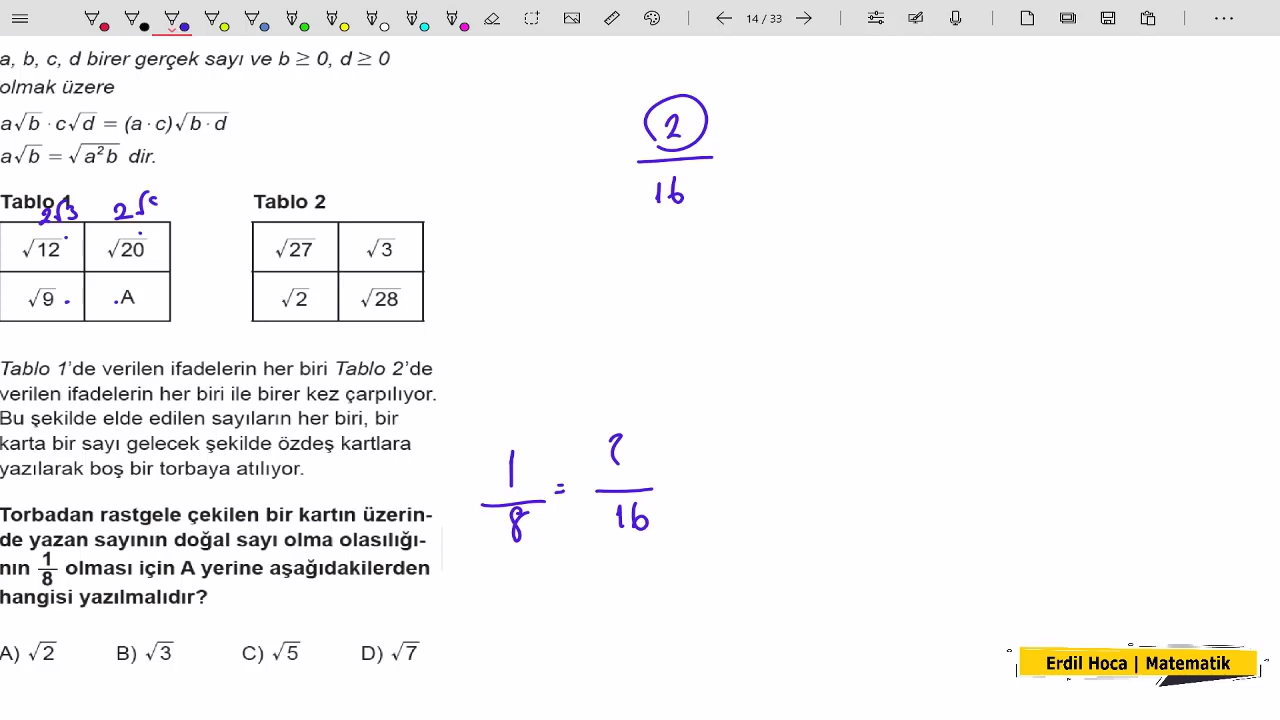 14 / 33
a, b, c, d birer gerçek sayı ve b ≥ 0, d ≥ 0
olmak üzere
a√b · c√d = (a · c)√b · d
a√b = √a²b dir.
Tablo 1
Tablo 2
2√3
√12
√20
√27
√3
√9
A
√2
√28
Tablo 1'de verilen ifadelerin her biri Tablo 2'de
verilen ifadelerin her biri ile birer kez çarpılıyor.
Bu şekilde elde edilen sayıların her biri, bir
karta bir sayı gelecek şekilde özdeş kartlara
yazılarak boş bir torbaya atılıyor.
Torbadan rastgele çekilen bir kartın üzerin-
de yazan sayının doğal sayı olma olasılığı-
nın 1/8 olması için A yerine aşağıdakilerden
hangisi yazılmalıdır?
A) √2 B) √3 C) √5 D) √7
2/16
1/8 = ?/16
Erdil Hoca | Matematik